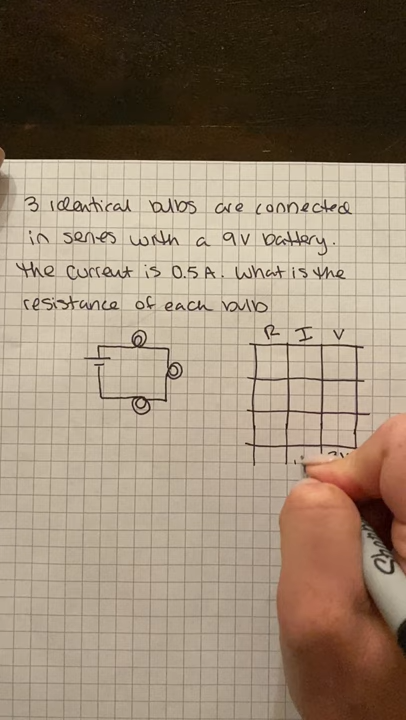 3 identical bulbs are connected
in series with a 9V battery.
the current is 0.5 A. What is the
resistance of each bulb
R I V